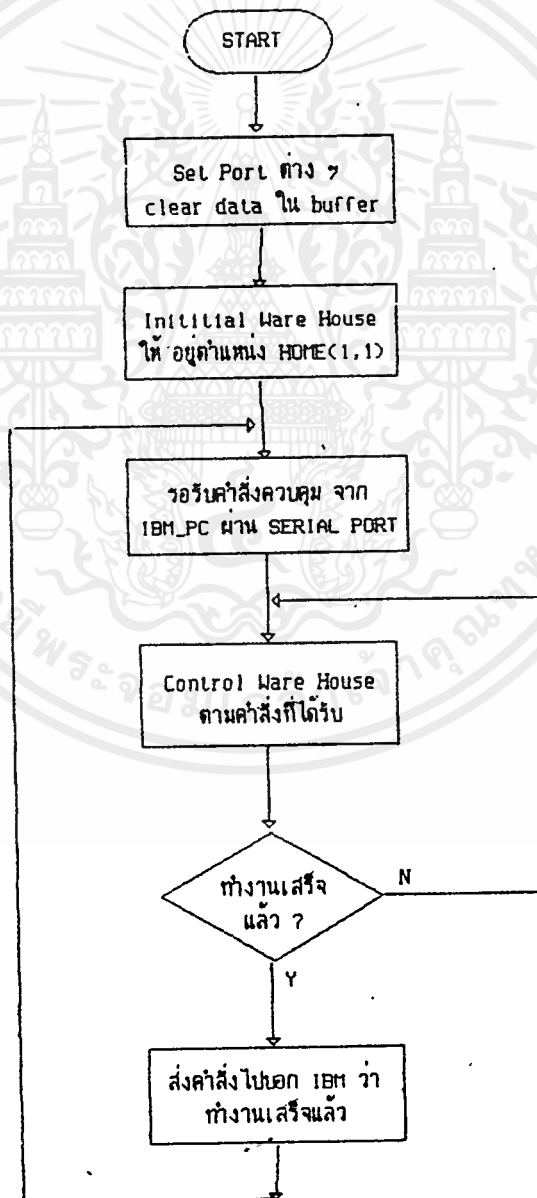 START
Set Port ต่าง ๆ
clear data ใน buffer
Inititial Ware House
ให้ อยู่ตำแหน่ง HOME(1,1)
รอรับคำสั่งควบคุม จาก
IBM_PC ผ่าน SERIAL PORT
Control Ware House
ตามคำสั่งที่ได้รับ
ทำงานเสร็จ
แล้ว ?
N
Y
ส่งคำสั่งไปบอก IBM ว่า
ทำงานเสร็จแล้ว